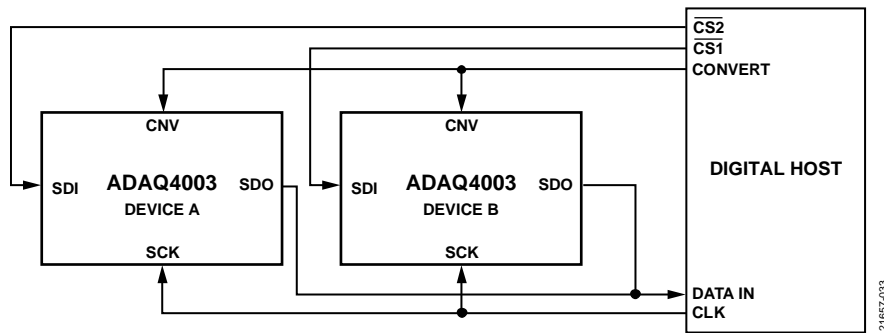 CS2
CS1
CONVERT
CNV
CNV
DIGITAL HOST
SDI
ADAQ4003
DEVICE A
SDO
SDI
ADAQ4003
DEVICE B
SDO
SCK
SCK
DATA IN
CLK
21657-033